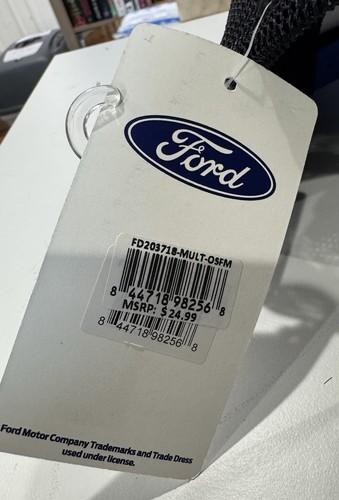 Ford
FD203718-MULT-OSFM
8 44718 98256 8
MSRP: $24.99
8 44718 98256 8
Ford Motor Company Trademarks and Trade Dress
used under license.